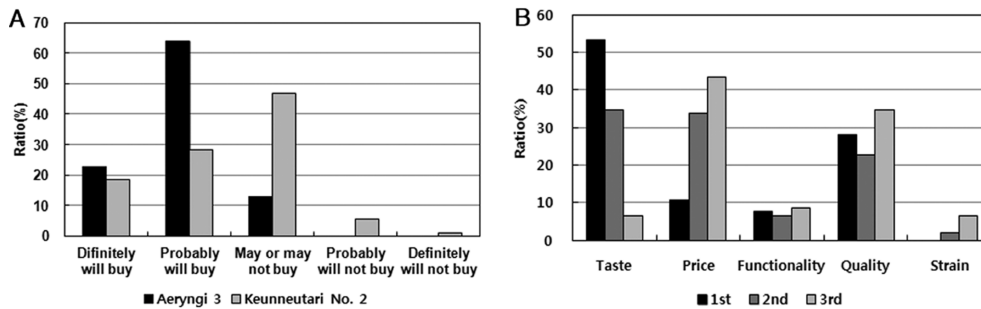 A
Ratio(%)
70
60
50
40
30
20
10
0
Difinitely will buy
Probably will buy
May or may not buy
Probably will not buy
Definitely will not buy
Aeryngi 3 Keunneutari No. 2
B
Ratio(%)
60
50
40
30
20
10
0
Taste Price Functionality Quality Strain
1st 2nd 3rd